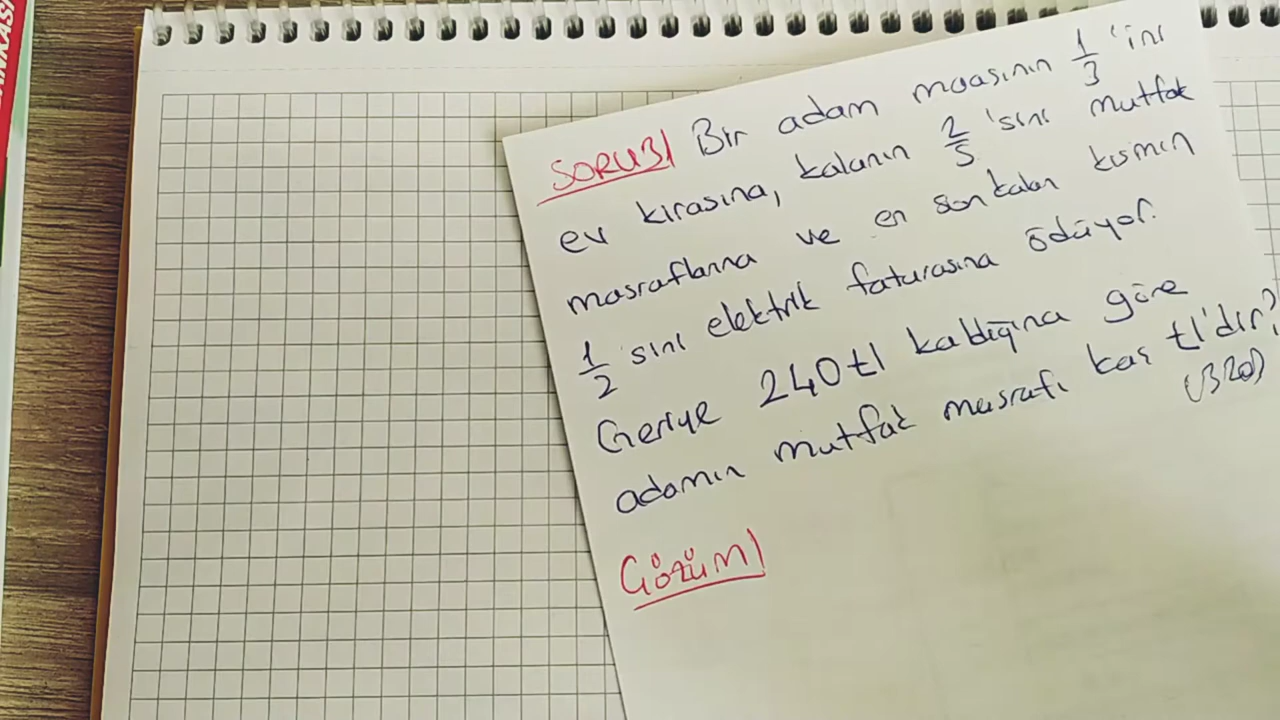 ANKASI
SORU3) Bir adam maaşının 1/3 'ini
ev kirasına, kalanın 2/5 'sini mutfak
masraflarına ve en son kalan kısmın
1/2 sini elektrik faturasına ödüyor.
Geriye 240 tl kaldığına göre
adamın mutfak masrafı kaç tl'dir?
(320)
Çözüm)